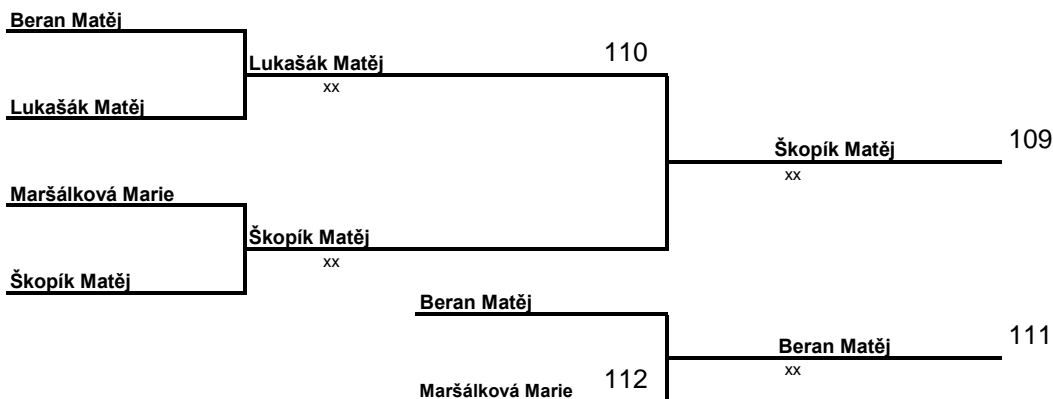 Beran Matěj
Lukašák Matěj 110
xx
Lukašák Matěj
Škopík Matěj 109
xx
Maršálková Marie
Škopík Matěj
xx
Škopík Matěj
Beran Matěj
Beran Matěj 111
xx
Maršálková Marie 112